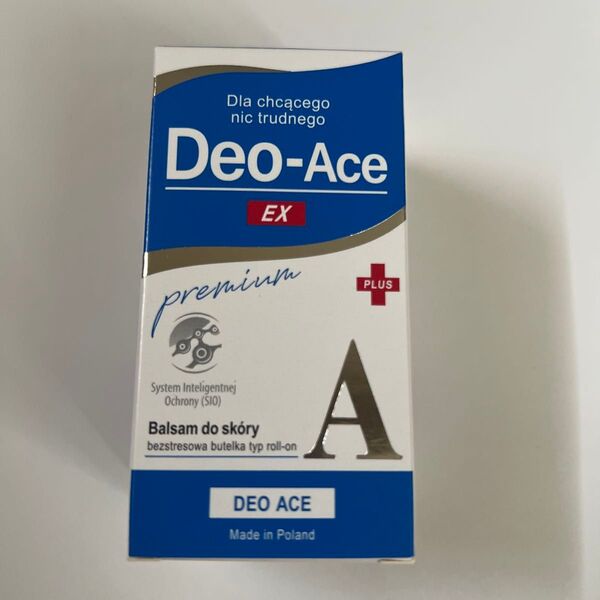 Dla chcącego
nic trudnego
Deo-Ace
EX
premium
PLUS
System Inteligentnej
Ochrony (SIO)
A
Balsam do skóry
bezstresowa butelka typ roll-on
DEO ACE
Made in Poland